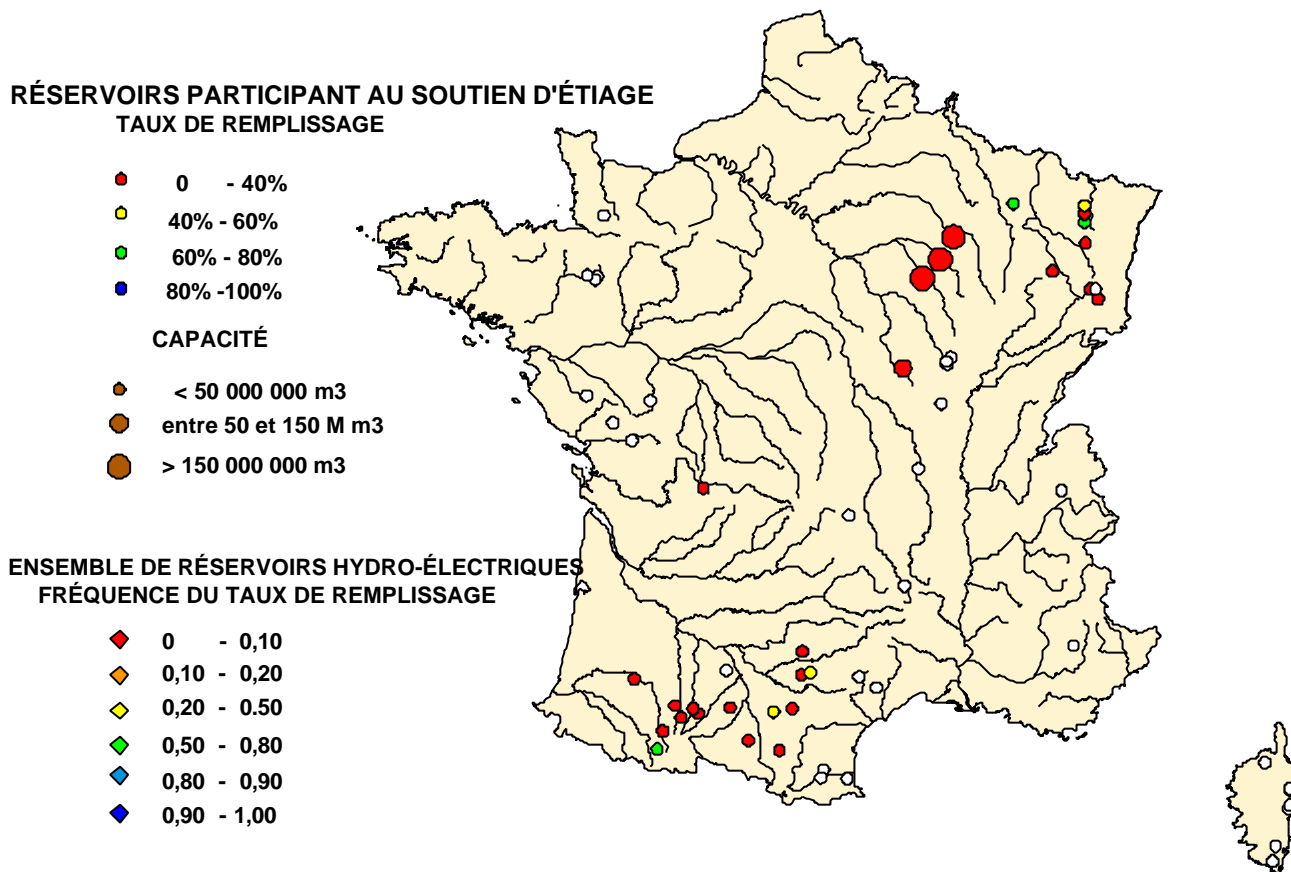 RÉSERVOIRS PARTICIPANT AU SOUTIEN D'ÉTIAGE
TAUX DE REMPLISSAGE
0 - 40%
40% - 60%
60% - 80%
80% -100%
CAPACITÉ
< 50 000 000 m3
entre 50 et 150 M m3
> 150 000 000 m3
ENSEMBLE DE RÉSERVOIRS HYDRO-ÉLECTRIQUES
FRÉQUENCE DU TAUX DE REMPLISSAGE
0 - 0,10
0,10 - 0,20
0,20 - 0.50
0,50 - 0,80
0,80 - 0,90
0,90 - 1,00